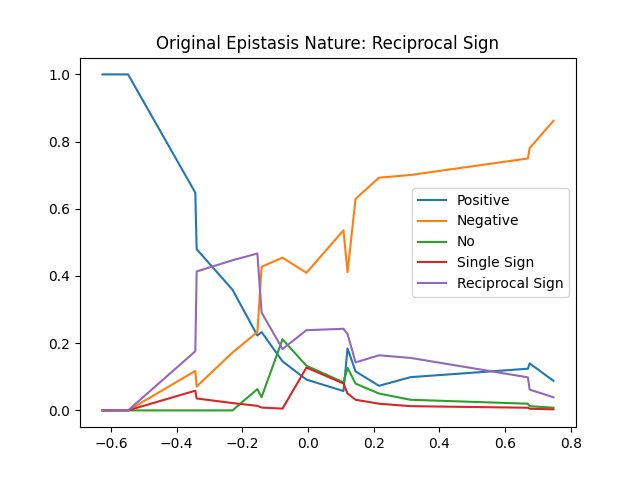 Original Epistasis Nature: Reciprocal Sign
1.0
0.8
0.6
0.4
0.2
0.0
Positive
Negative
No
Single Sign
Reciprocal Sign
−0.6 −0.4 −0.2 0.0 0.2 0.4 0.6 0.8